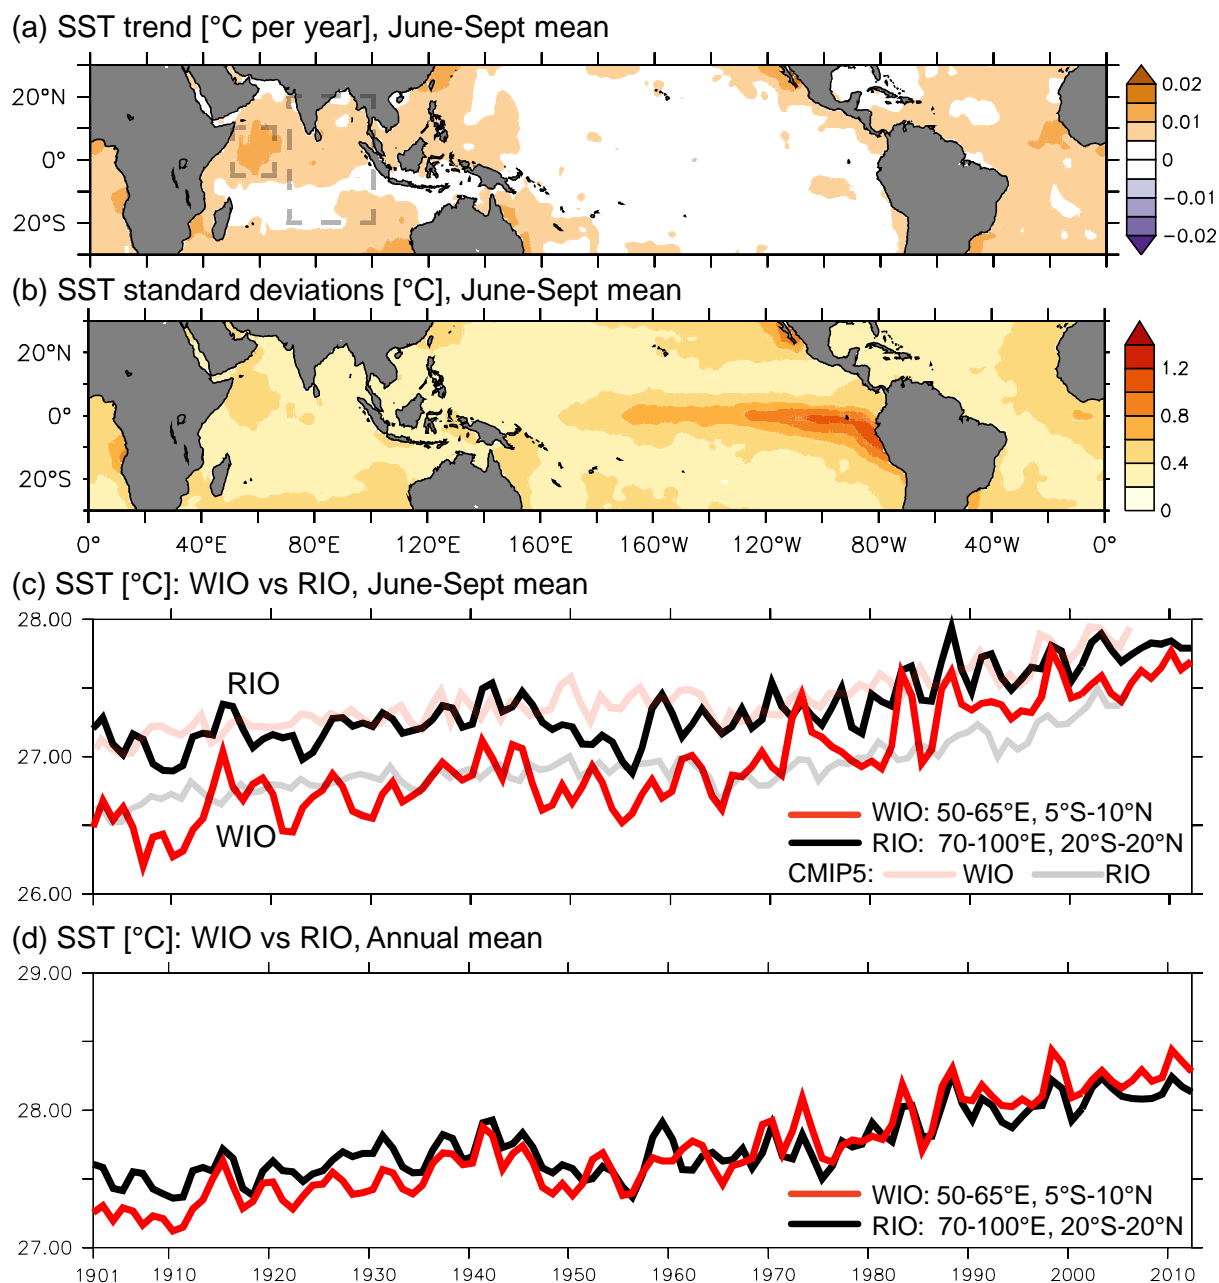 (a) SST trend [°C per year], June-Sept mean
20°N
0°
20°S
0.02
0.01
0
−0.01
−0.02
(b) SST standard deviations [°C], June-Sept mean
20°N
0°
20°S
1.2
0.8
0.4
0
0° 40°E 80°E 120°E 160°E 160°W 120°W 80°W 40°W 0°
(c) SST [°C]: WIO vs RIO, June-Sept mean
28.00
27.00
26.00
RIO
WIO
WIO: 50-65°E, 5°S-10°N
RIO: 70-100°E, 20°S-20°N
CMIP5: WIO RIO
(d) SST [°C]: WIO vs RIO, Annual mean
29.00
28.00
27.00
WIO: 50-65°E, 5°S-10°N
RIO: 70-100°E, 20°S-20°N
1901 1910 1920 1930 1940 1950 1960 1970 1980 1990 2000 2010